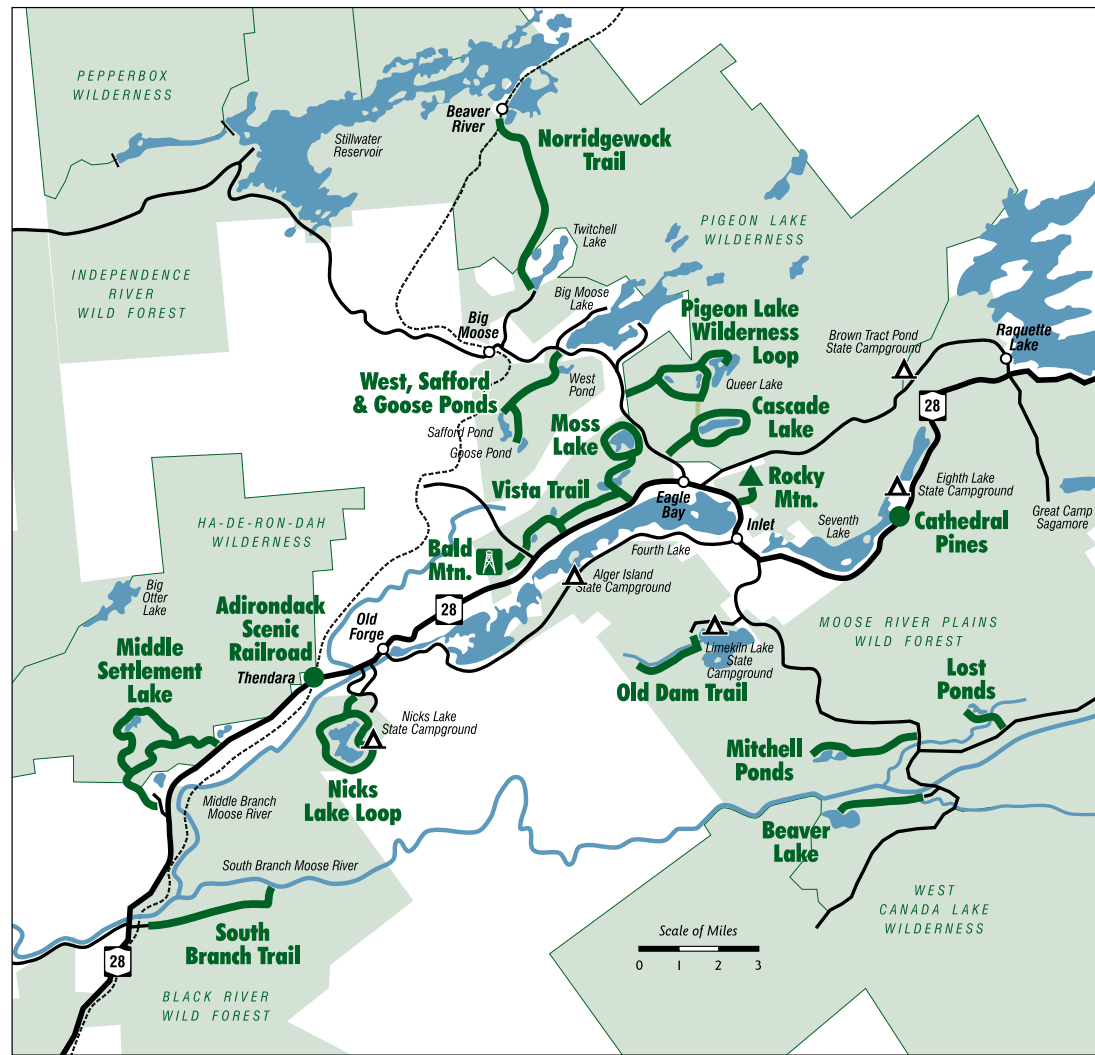 PEPPERBOX
WILDERNESS
Stillwater
Reservoir
Beaver
River
Norridgewock
Trail
PIGEON LAKE
WILDERNESS
Twitchell
Lake
INDEPENDENCE
RIVER
WILD FOREST
Big Moose
Lake
Big
Moose
Pigeon Lake
Wilderness
Loop
Brown Tract Pond
State Campground
Raquette
Lake
West, Safford
& Goose Ponds
West
Pond
Queer Lake
28
Safford Pond
Goose Pond
Moss
Lake
Cascade
Lake
Vista Trail
Eagle
Bay
Rocky
Mtn.
Eighth Lake
State Campground
Great Camp
Sagamore
HA-DE-RON-DAH
WILDERNESS
Bald
Mtn.
Fourth Lake
Inlet
Seventh
Lake
Cathedral
Pines
Big
Otter
Lake
Alger Island
State Campground
28
Adirondack
Scenic
Railroad
Old
Forge
Thendara
Middle
Settlement
Lake
MOOSE RIVER PLAINS
WILD FOREST
Limekiln Lake
State
Campground
Old Dam Trail
Lost
Ponds
Nicks Lake
State Campground
Mitchell
Ponds
Nicks
Lake Loop
Middle Branch
Moose River
Beaver
Lake
South Branch Moose River
WEST
CANADA LAKE
WILDERNESS
South
Branch Trail
Scale of Miles
0 1 2 3
28
BLACK RIVER
WILD FOREST